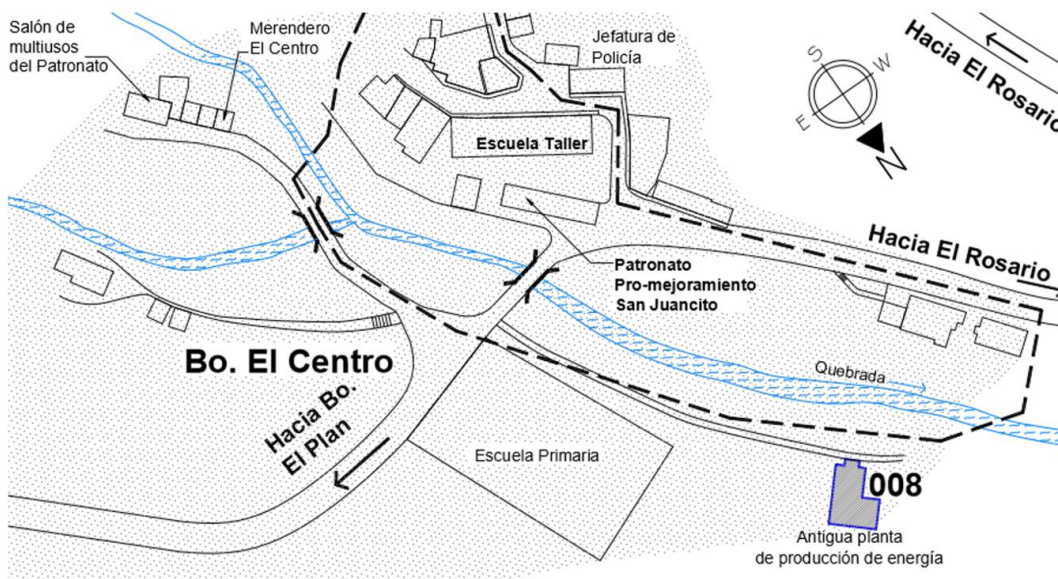 Salón de
multiusos
del Patronato
Merendero
El Centro
Jefatura de
Policía
Hacia El Rosario
S
W
E
N
Escuela Taller
Hacia El Rosario
Patronato
Pro-mejoramiento
San Juancito
Quebrada
Bo. El Centro
Hacia Bo.
El Plan
Escuela Primaria
008
Antigua planta
de producción de energía